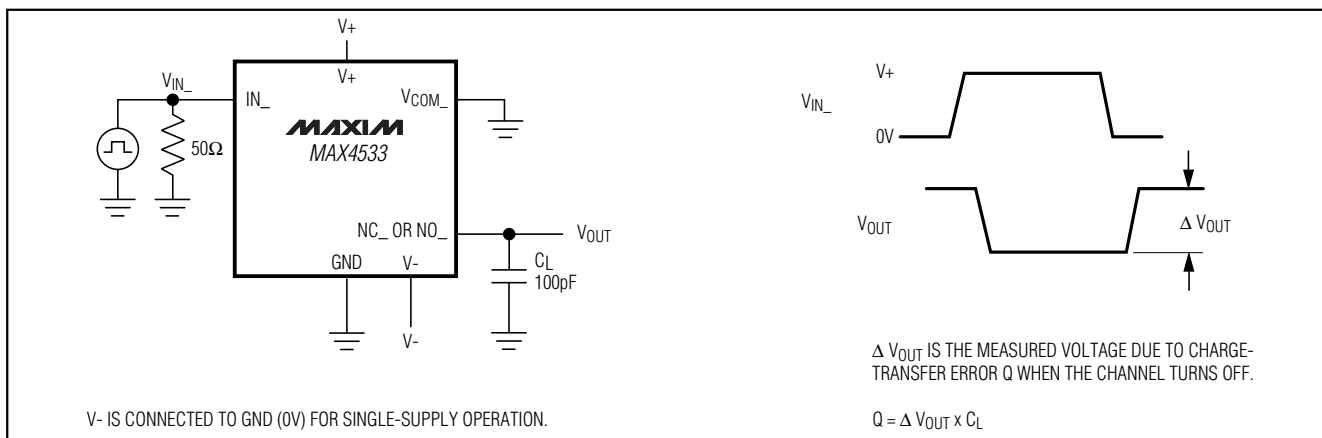 V+
V+
VIN_
IN_
VCOM_
MAXIM
MAX4533
50Ω
NC_ OR NO_
VOUT
GND
V-
CL
100pF
V-
V- IS CONNECTED TO GND (0V) FOR SINGLE-SUPPLY OPERATION.
V+
VIN_
0V
VOUT
Δ VOUT
Δ VOUT IS THE MEASURED VOLTAGE DUE TO CHARGE-
TRANSFER ERROR Q WHEN THE CHANNEL TURNS OFF.
Q = Δ VOUT x CL